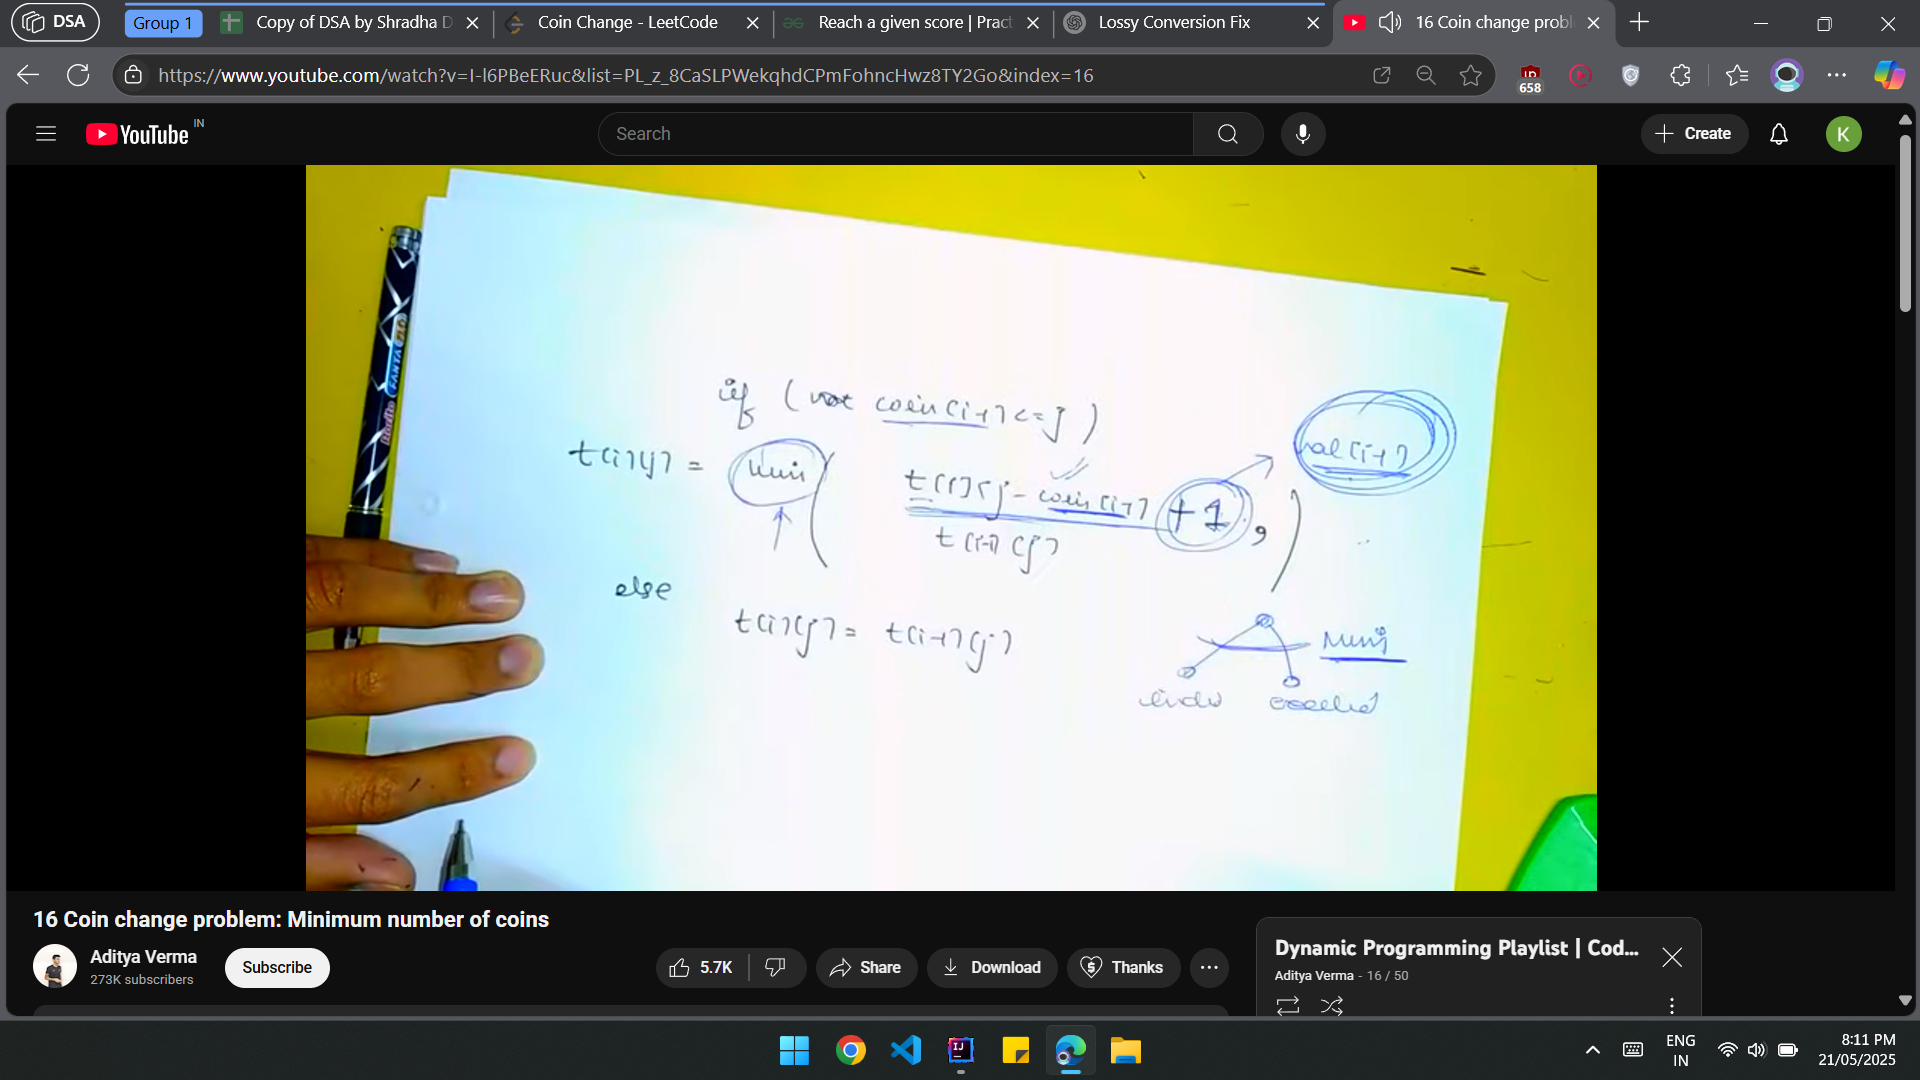 DSA
Group 1
Copy of DSA by Shradha D
Coin Change - LeetCode
Reach a given score | Pract
Lossy Conversion Fix
16 Coin change probl
https://www.youtube.com/watch?v=I-l6PBeERuc&list=PL_z_8CaSLPWekqhdCPmFohncHwz8TY2Go&index=16
658
YouTube IN
Search
Create
K
if ( coin[i-1] <= j )
val[i-1]
t[i][j] = min (
t[i][j - coin[i-1]] +1 , )
t[i-1][j]
else
t[i][j] = t[i-1][j]
Min
16 Coin change problem: Minimum number of coins
Aditya Verma
273K subscribers
Subscribe
5.7K
Share
Download
Thanks
Dynamic Programming Playlist | Cod...
Aditya Verma - 16 / 50
ENG
IN
8:11 PM
21/05/2025